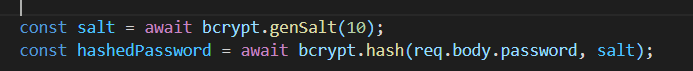 const salt = await bcrypt.genSalt(10);
const hashedPassword = await bcrypt.hash(req.body.password, salt);